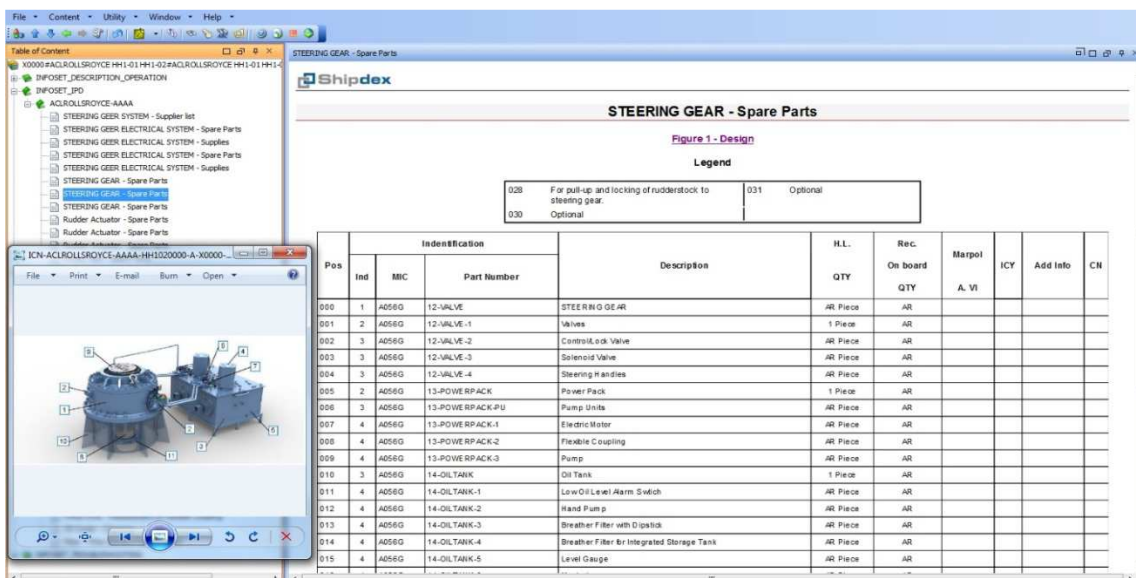 File Content Utility Window Help
Table of Content
X0000#ACLROLLSROYCE HH1-01 HH1-02#ACLROLLSROYCE HH1-01 HH1-0
INFOSET_DESCRIPTION_OPERATION
INFOSET_IPD
ACLROLLSROYCE-AAAA
STEERING GEER SYSTEM - Supplier list
STEERING GEER ELECTRICAL SYSTEM - Spare Parts
STEERING GEER ELECTRICAL SYSTEM - Supplies
STEERING GEER ELECTRICAL SYSTEM - Spare Parts
STEERING GEER ELECTRICAL SYSTEM - Supplies
STEERING GEAR - Spare Parts
STEERING GEAR - Spare Parts
STEERING GEAR - Spare Parts
Rudder Actuator - Spare Parts
Rudder Actuator - Spare Parts
ICN-ACLROLLSROYCE-AAAA-HH1020000-A-X0000-...
File Print E-mail Burn Open
9 8 4
7
2
1
2 6
10 3
5 11
STEERING GEAR - Spare Parts
Shipdex
STEERING GEAR - Spare Parts
Figure 1 - Design
Legend
028 For pull-up and locking of rudderstock to steering gear. 031 Optional
030 Optional
Pos Indentification Description H.L. QTY Rec. On board QTY Marpol A. VI ICY Add Info CN
Ind MIC Part Number
000 1 A056G 12-VALVE STEERING GEAR AR Piece AR
001 2 A056G 12-VALVE-1 Valves 1 Piece AR
002 3 A056G 12-VALVE-2 Control/Lock Valve AR Piece AR
003 3 A056G 12-VALVE-3 Solenoid Valve AR Piece AR
004 3 A056G 12-VALVE-4 Steering Handles AR Piece AR
005 2 A056G 13-POWERPACK Power Pack 1 Piece AR
006 3 A056G 13-POWERPACK-PU Pump Units AR Piece AR
007 4 A056G 13-POWERPACK-1 Electric Motor AR Piece AR
008 4 A056G 13-POWERPACK-2 Flexible Coupling AR Piece AR
009 4 A056G 13-POWERPACK-3 Pump AR Piece AR
010 3 A056G 14-OILTANK Oil Tank 1 Piece AR
011 4 A056G 14-OILTANK-1 Low Oil Level Alarm Swtich AR Piece AR
012 4 A056G 14-OILTANK-2 Hand Pump AR Piece AR
013 4 A056G 14-OILTANK-3 Breather Filter with Dipstick AR Piece AR
014 4 A056G 14-OILTANK-4 Breather Filter for Integrated Storage Tank AR Piece AR
015 4 A056G 14-OILTANK-5 Level Gauge AR Piece AR